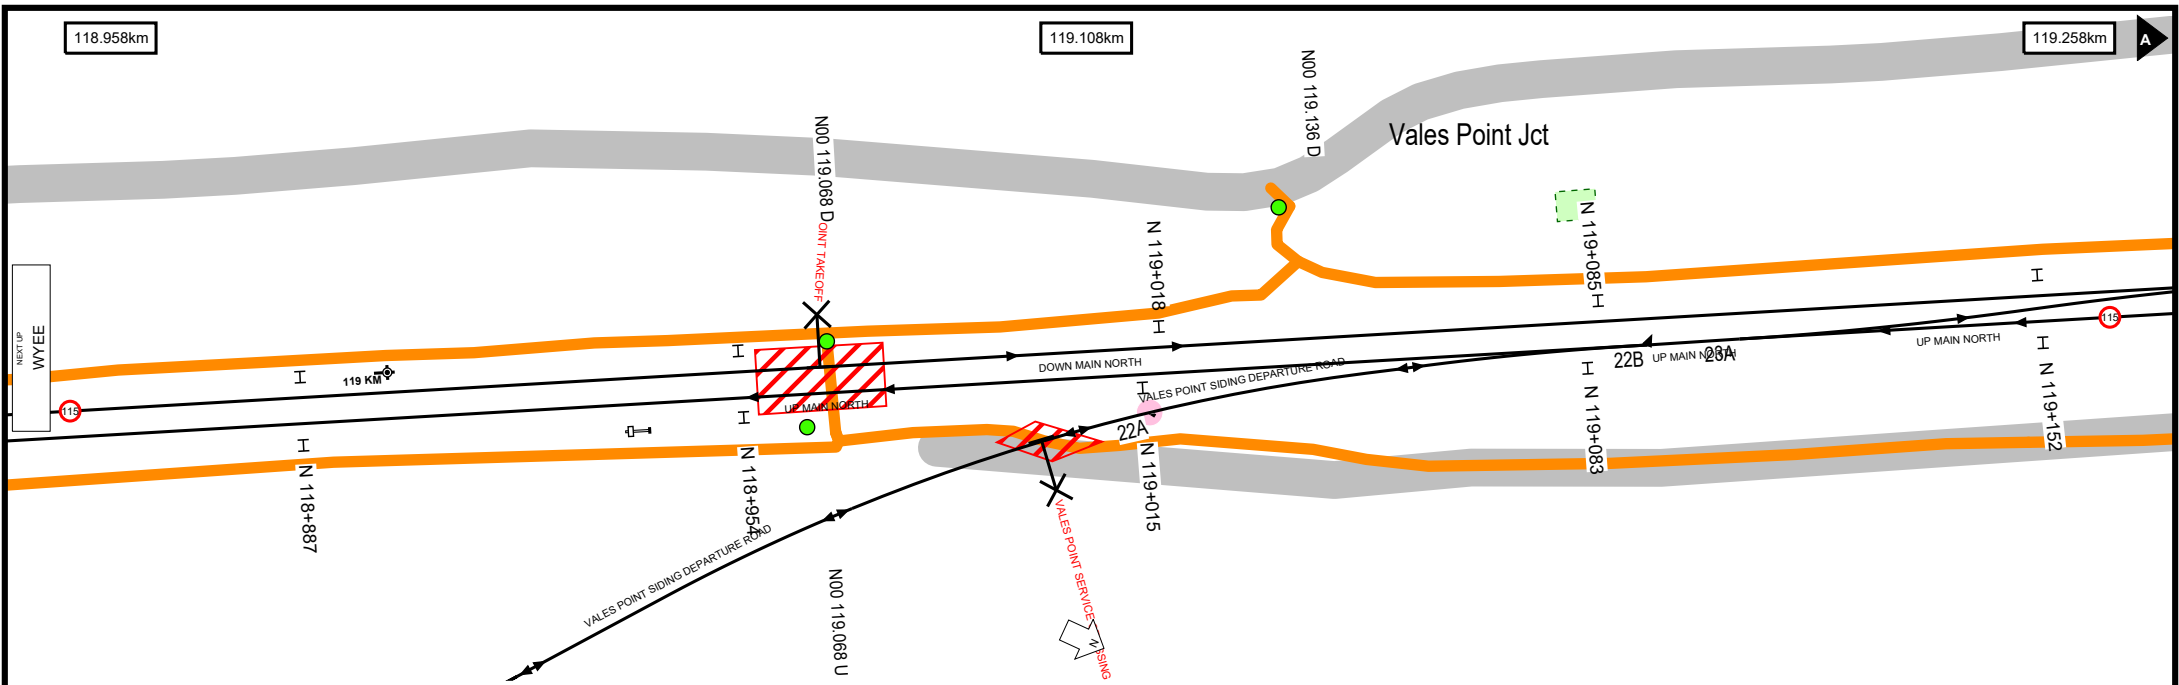 118.958km
119.108km
119.258km
A
N00 119.136 D
Vales Point Jct
N00 119.068 D
OINT TAKEOFF
N 119+018
N 119+085
NEXT UP
WYEE
119 KM
115
115
DOWN MAIN NORTH
UP MAIN NORTH
VALES POINT SIDING DEPARTURE ROAD
22B
UP MAIN NORTH
23A
UP MAIN NORTH
22A
N 118+887
N 118+954
N 119+015
N 119+083
N 119+152
VALES POINT SIDING DEPARTURE ROAD
N00 119.068 U
VALES POINT SERVICE
SING
N